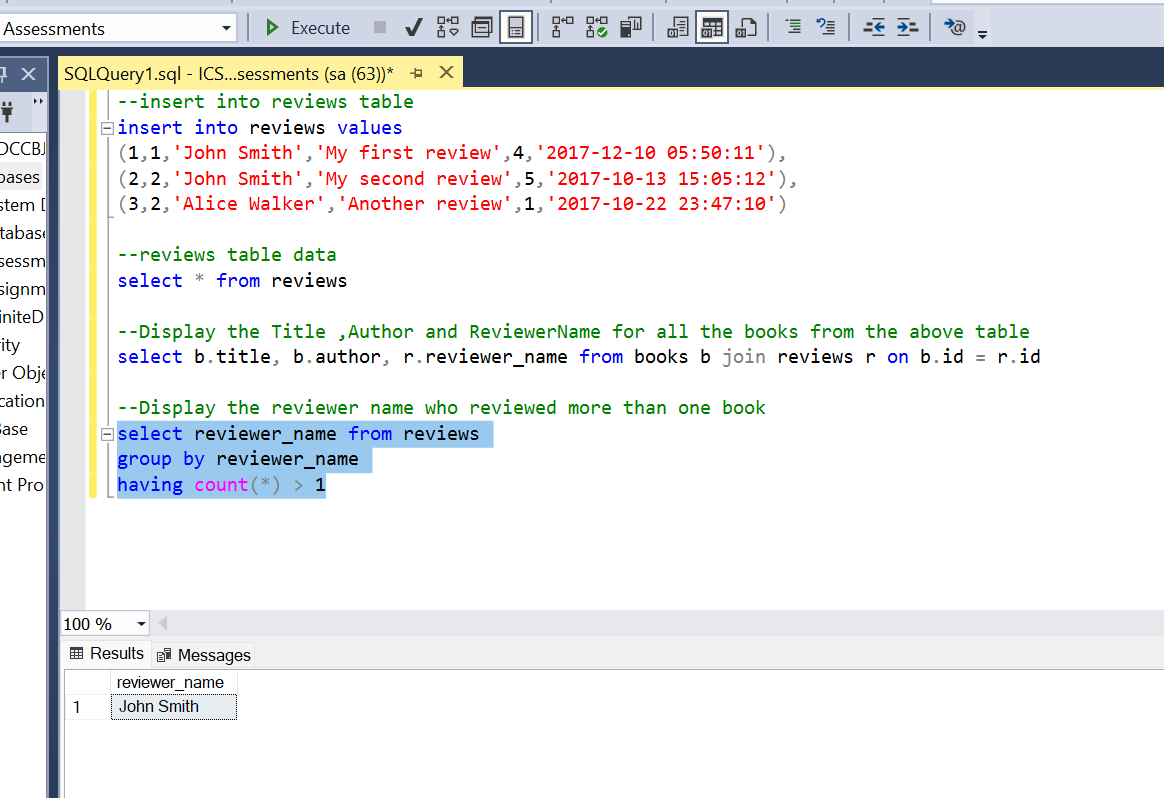 Assessments
Execute
SQLQuery1.sql - ICS...sessments (sa (63))*
--insert into reviews table
insert into reviews values
(1,1,'John Smith','My first review',4,'2017-12-10 05:50:11'),
(2,2,'John Smith','My second review',5,'2017-10-13 15:05:12'),
(3,2,'Alice Walker','Another review',1,'2017-10-22 23:47:10')
--reviews table data
select * from reviews
--Display the Title ,Author and ReviewerName for all the books from the above table
select b.title, b.author, r.reviewer_name from books b join reviews r on b.id = r.id
--Display the reviewer name who reviewed more than one book
select reviewer_name from reviews
group by reviewer_name
having count(*) > 1
DCCBJ
bases
stem D
tabase
sessm
signm
initeD
rity
r Obje
cation
Base
ageme
nt Pro
100 %
Results
Messages
reviewer_name
1 John Smith